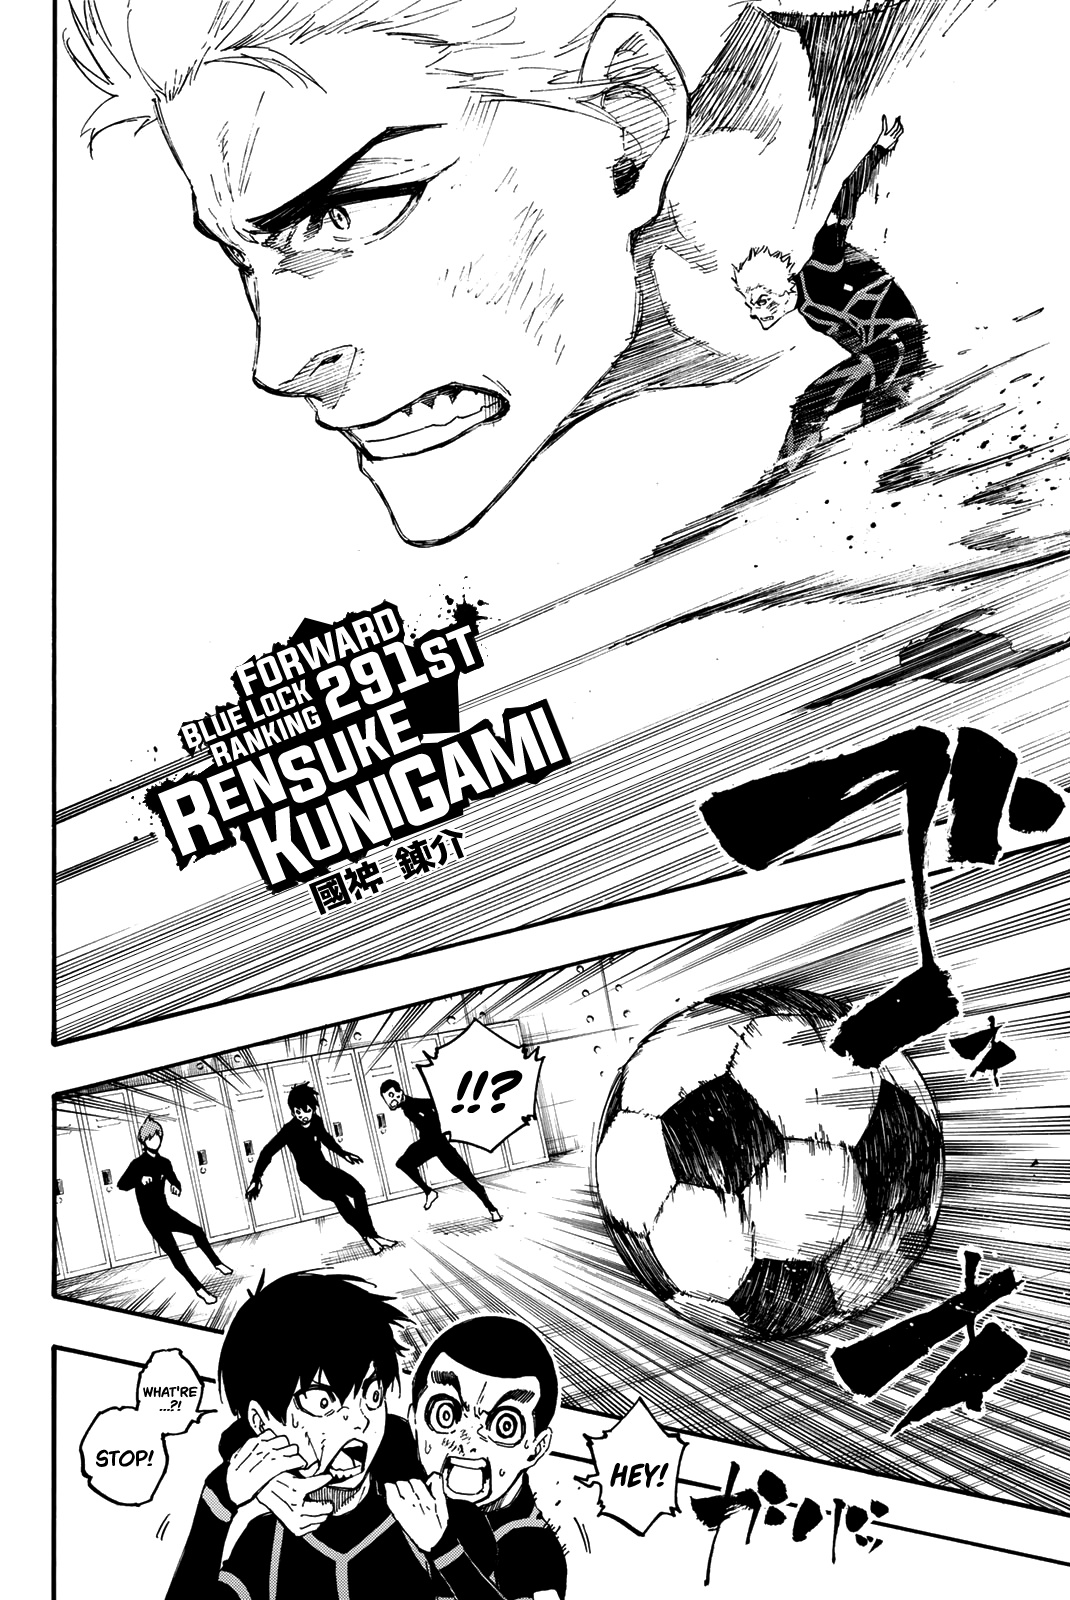 FORWARD
BLUE LOCK
RANKING 291ST
RENSUKE
KUNIGAMI
國神 錬介
!!?
WHAT'RE
...?!
STOP!
HEY!